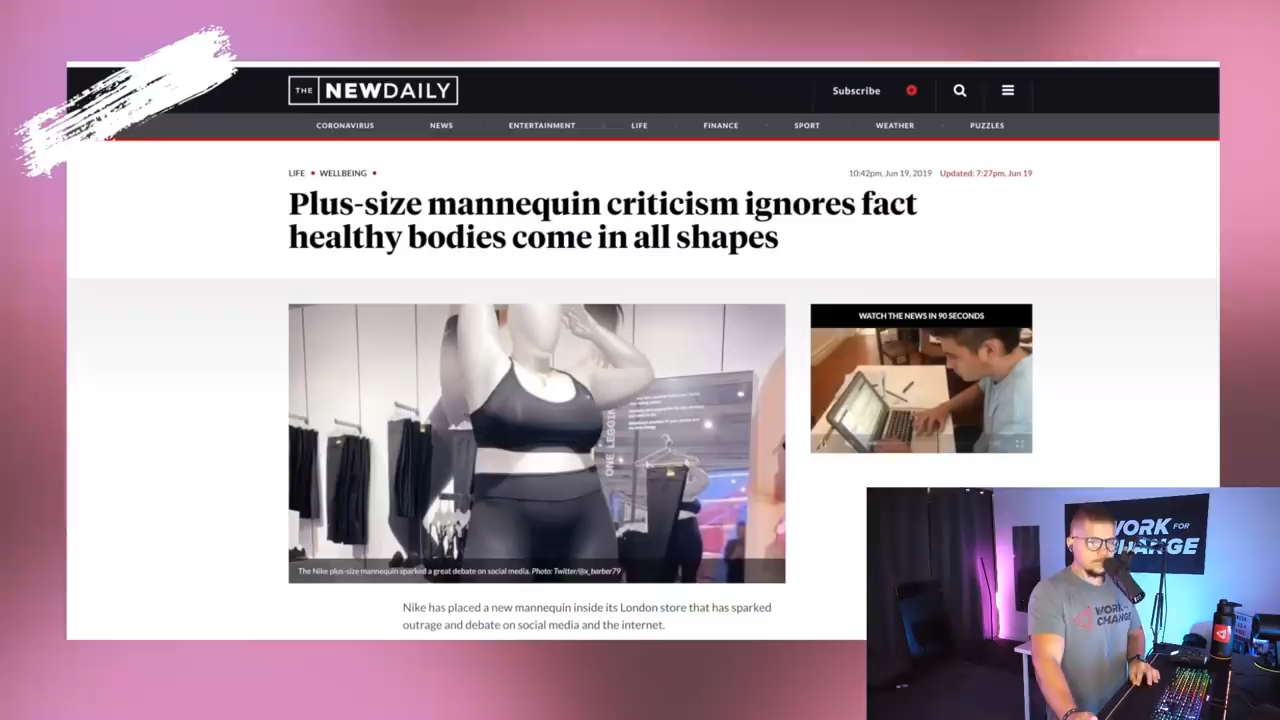 THE NEWDAILY
Subscribe
CORONAVIRUS NEWS ENTERTAINMENT LIFE FINANCE SPORT WEATHER PUZZLES
LIFE • WELLBEING •
10:42pm, Jun 19, 2019 Updated: 7:27pm, Jun 19
Plus-size mannequin criticism ignores fact
healthy bodies come in all shapes
WATCH THE NEWS IN 90 SECONDS
ONE LEGGIN
The Nike plus-size mannequin sparked a great debate on social media. Photo: Twitter/@x_barber79
Nike has placed a new mannequin inside its London store that has sparked
outrage and debate on social media and the internet.
WORK FOR
CHANGE
WORK
CHANGE